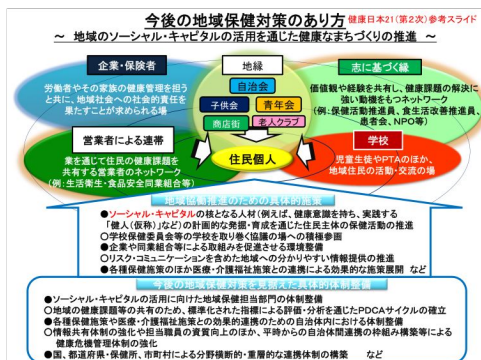 今後の地域保健対策のあり方
健康日本21(第2次)参考スライド
~ 地域のソーシャル・キャピタルの活用を通じた健康なまちづくりの推進 ~
企業・保険者
労働者やその家族の健康管理を担う
と共に、地域社会への社会的責任を
果たすことが求められる場
地縁
自治会
子供会
青年会
商店街
老人クラブ
志に基づく縁
価値観や経験を共有し、健康課題の解決に
強い動機をもつネットワーク
(例:保健活動推進員、食生活改善推進員、
患者会、NPO等)
営業者による連帯
業を通じて住民の健康課題を
共有する営業者のネットワーク
(例:生活衛生・食品安全同業組合等)
住民個人
学校
児童生徒やPTAのほか、
地域住民の活動・交流の場
地域協働推進のための具体的施策
●ソーシャル・キャピタルの核となる人材(例えば、健康意識を持ち、実践する
「健人(仮称)」など)の計画的な発掘・育成を通じた住民主体の保健活動の推進
○学校保健委員会等の学校を取り巻く協議の場への積極参画
●企業や同業組合等による取組みを促進させる環境整備
○リスク・コミュニケーションを含めた地域への分かりやすい情報提供の推進
●各種保健施策のほか医療・介護福祉施策との連携による効果的な施策展開 など
今後の地域保健対策を見据えた具体的体制整備
●ソーシャル・キャピタルの活用に向けた地域保健担当部門の体制整備
○地域の健康課題等の共有のため、標準化された指標による評価・分析を通じたPDCAサイクルの確立
●各種保健施策や医療・介護福祉施策との効果的連携のための自治体内における体制整備
○情報共有体制の強化や担当職員の資質向上のほか、平時からの自治体間連携の枠組み構築等による
健康危機管理体制の強化
●国、都道府県・保健所、市町村による分野横断的・重層的な連携体制の構築 など